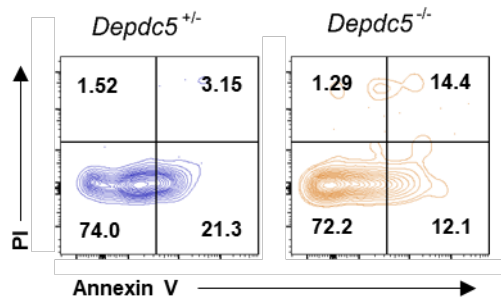 Depdc5+/- Depdc5-/-
1.52 3.15 1.29 14.4
74.0 21.3 72.2 12.1
PI
Annexin V